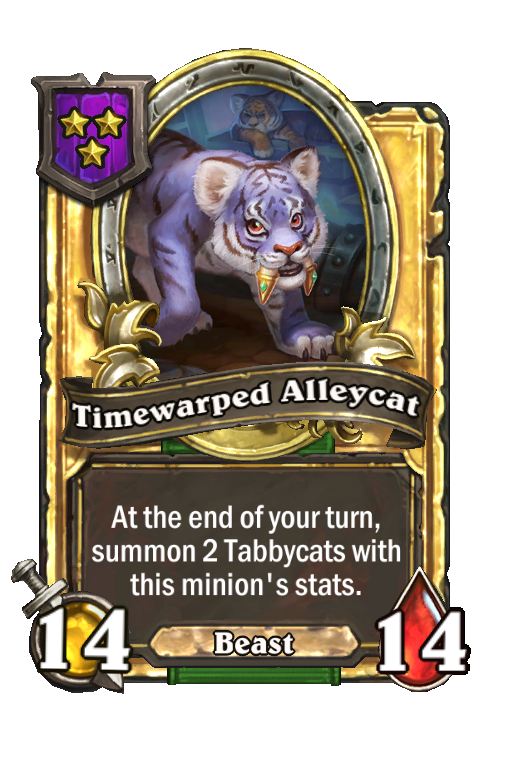 Timewarped Alleycat
At the end of your turn,
summon 2 Tabbycats with
this minion's stats.
14
Beast
14